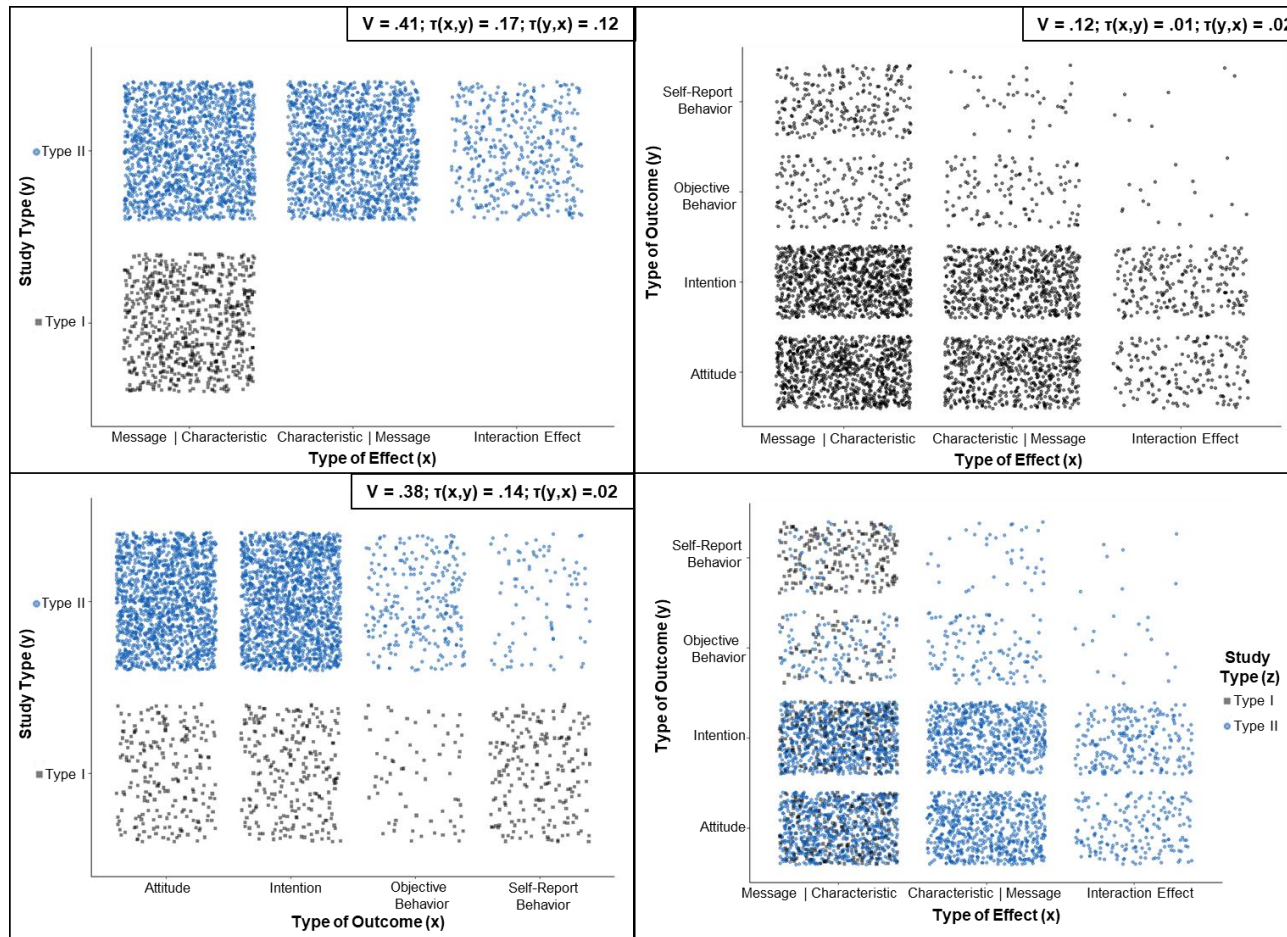 V = .41; τ(x,y) = .17; τ(y,x) = .12
Study Type (y)
Type II
Type I
Message | Characteristic
Characteristic | Message
Interaction Effect
Type of Effect (x)
V = .12; τ(x,y) = .01; τ(y,x) = .02
Type of Outcome (y)
Self-Report
Behavior
Objective
Behavior
Intention
Attitude
Message | Characteristic
Characteristic | Message
Interaction Effect
Type of Effect (x)
V = .38; τ(x,y) = .14; τ(y,x) =.02
Study Type (y)
Type II
Type I
Attitude
Intention
Objective
Behavior
Self-Report
Behavior
Type of Outcome (x)
Type of Outcome (y)
Self-Report
Behavior
Objective
Behavior
Intention
Attitude
Message | Characteristic
Characteristic | Message
Interaction Effect
Type of Effect (x)
Study
Type (z)
Type I
Type II